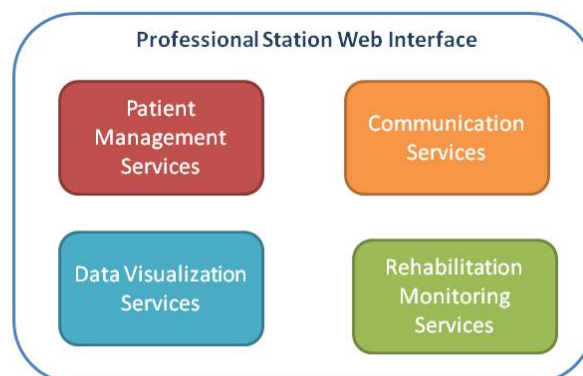 Professional Station Web Interface
Patient
Management
Services
Communication
Services
Data Visualization
Services
Rehabilitation
Monitoring
Services